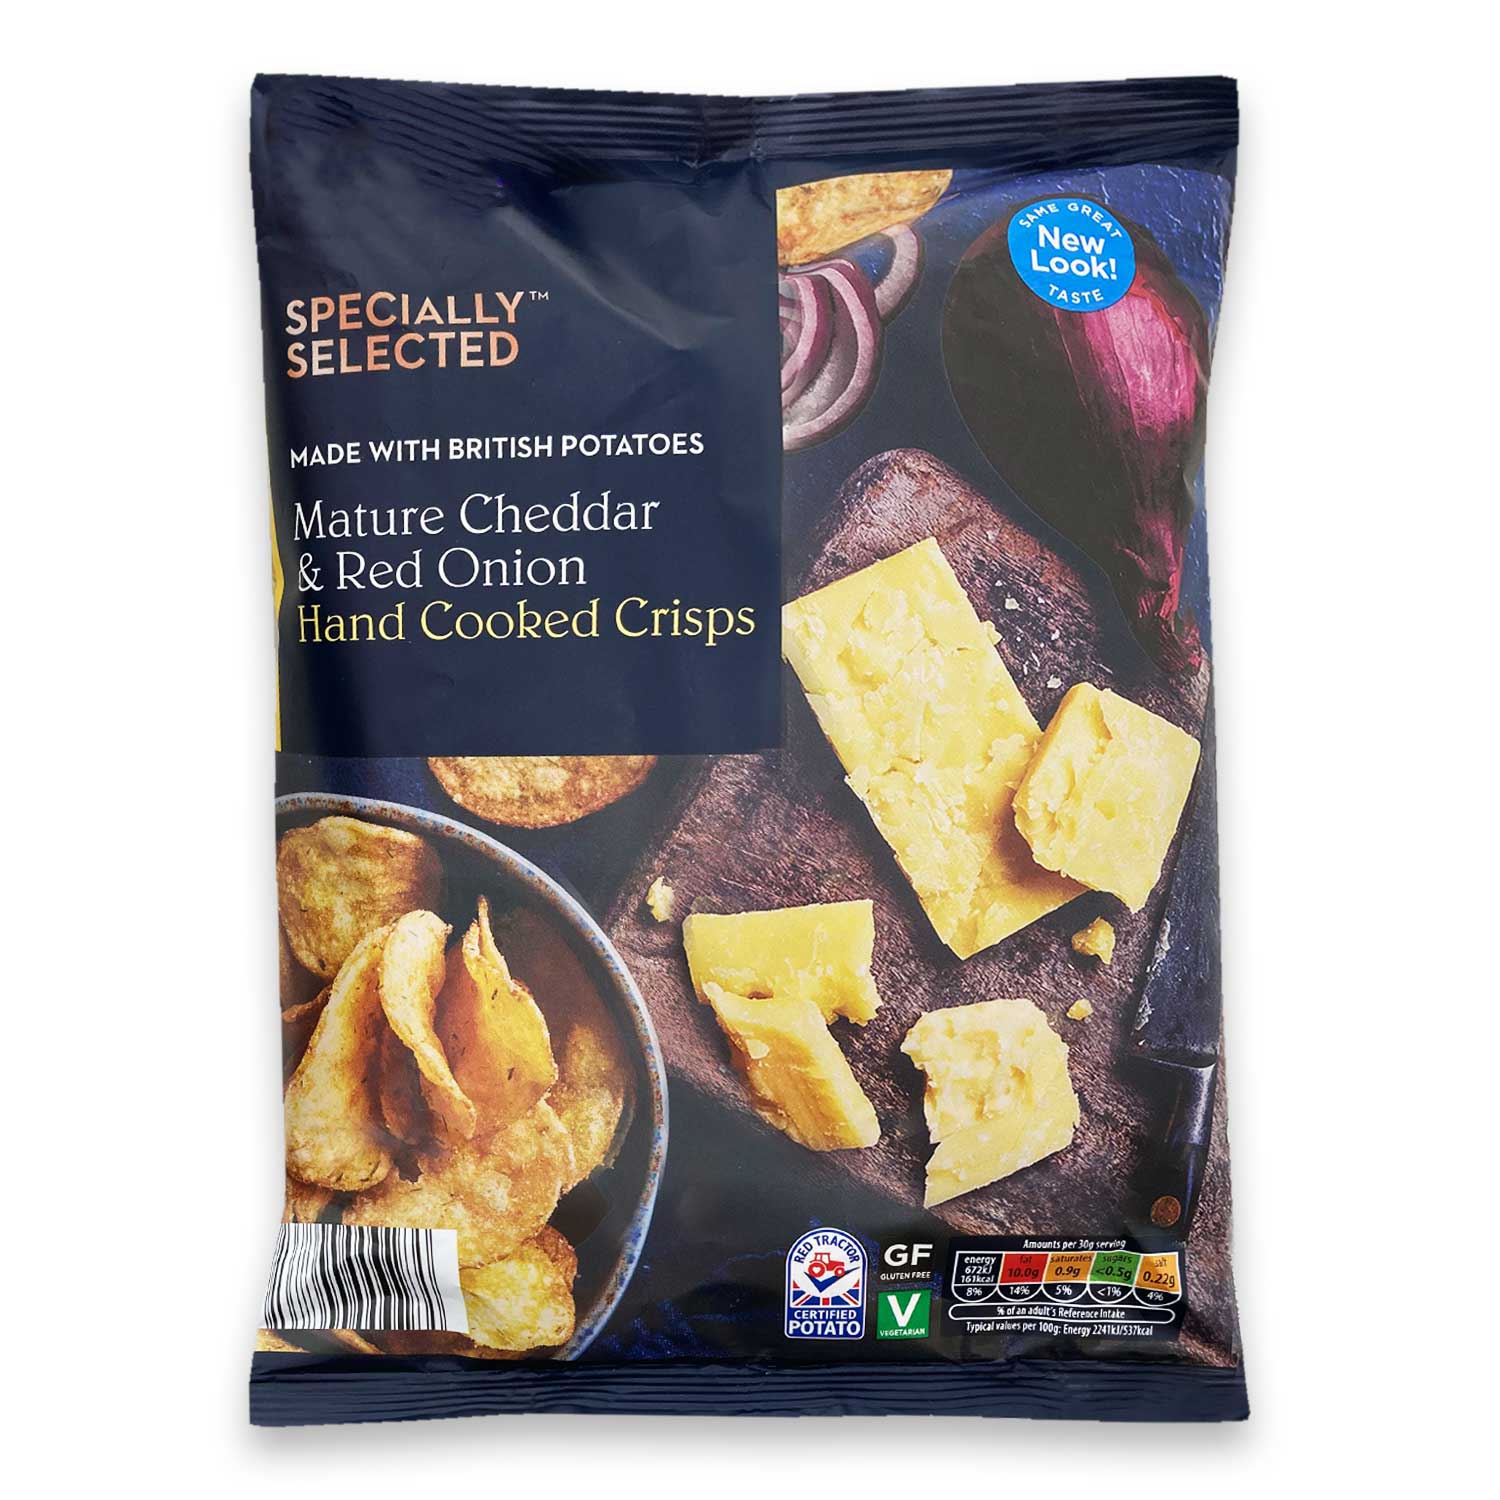 SPECIALLY™
SELECTED
MADE WITH BRITISH POTATOES
Mature Cheddar
& Red Onion
Hand Cooked Crisps
SAME GREAT
New
Look!
TASTE
RED TRACTOR
CERTIFIED
POTATO
GF
GLUTEN FREE
V
VEGETARIAN
Amounts per 30g serving
energy fat saturates sugars salt
672kJ 10.0g 0.9g <0.5g 0.22g
161kcal
8% 14% 5% <1% 4%
% of an adult's Reference Intake
Typical values per 100g: Energy 2241kJ/537kcal